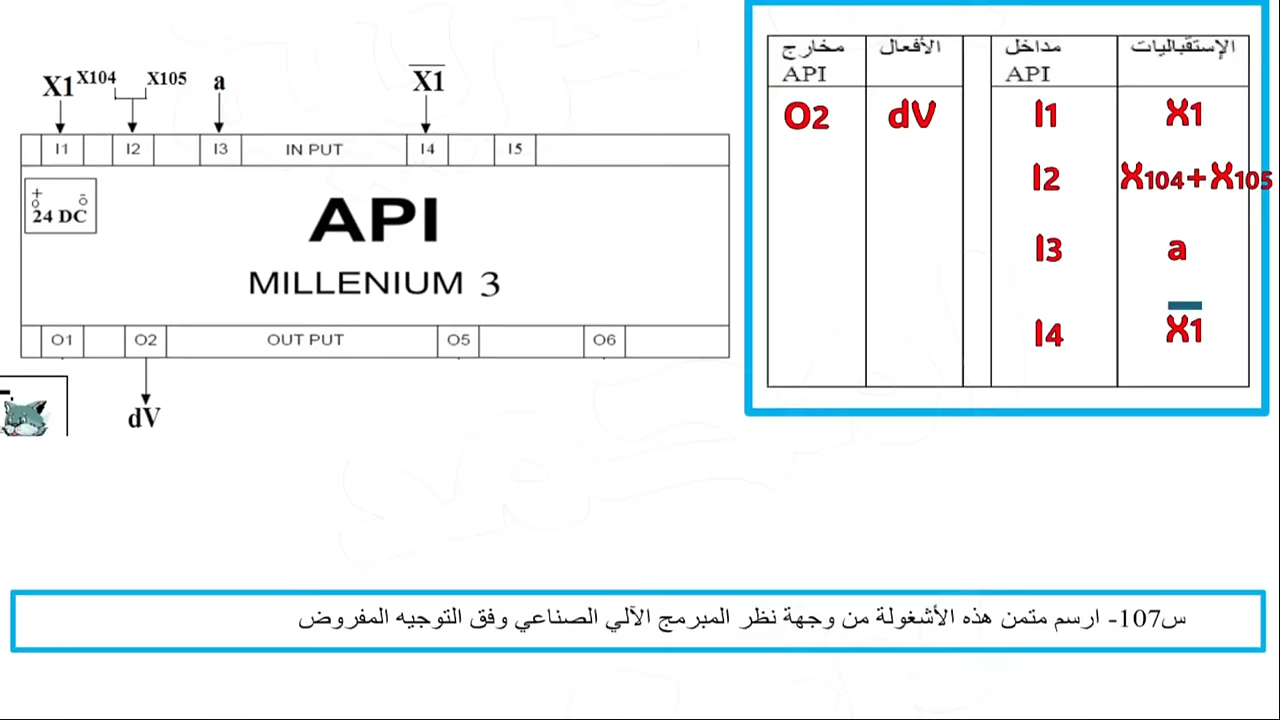 X1 X104 X105 a X1
I1 I2 I3 IN PUT I4 I5
+ -
24 DC
API
MILLENIUM 3
O1 O2 OUT PUT O5 O6
dV
الإستقباليات مداخل API الأفعال مخارج API
X1 I1 dV O2
X104+X105 I2
a I3
X1 I4
س107- ارسم متمن هذه الأشغولة من وجهة نظر المبرمج الآلي الصناعي وفق التوجيه المفروض